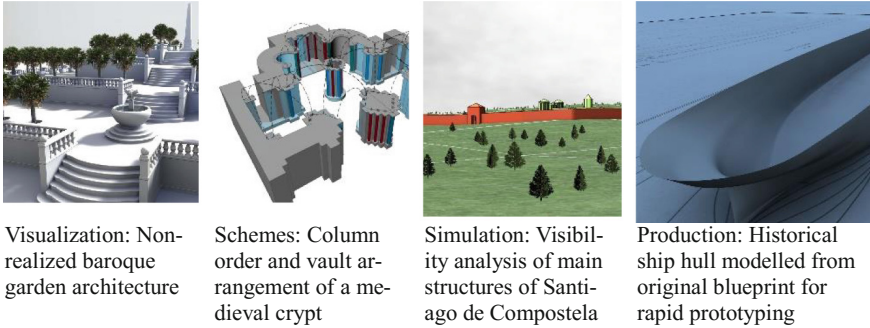 Visualization: Non-
realized baroque
garden architecture
Schemes: Column
order and vault ar-
rangement of a me-
dieval crypt
Simulation: Visibil-
ity analysis of main
structures of Santi-
ago de Compostela
Production: Historical
ship hull modelled from
original blueprint for
rapid prototyping